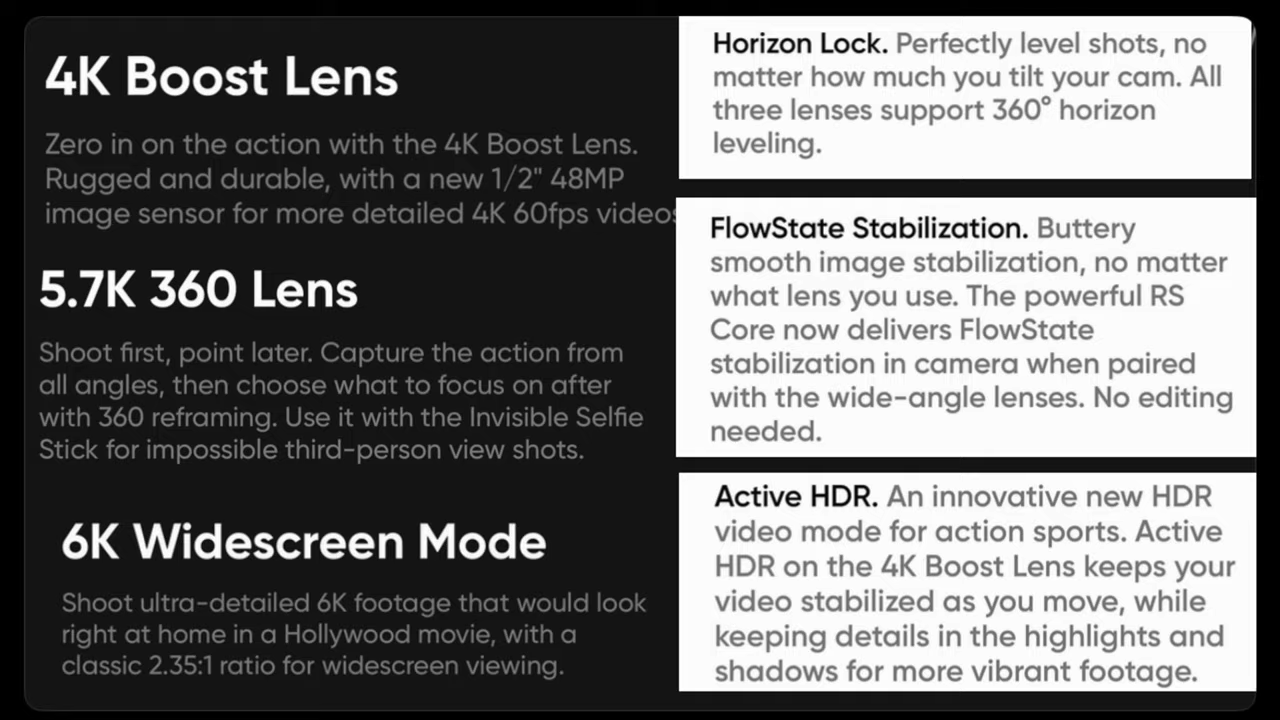 4K Boost Lens
Zero in on the action with the 4K Boost Lens.
Rugged and durable, with a new 1/2" 48MP
image sensor for more detailed 4K 60fps videos
5.7K 360 Lens
Shoot first, point later. Capture the action from
all angles, then choose what to focus on after
with 360 reframing. Use it with the Invisible Selfie
Stick for impossible third-person view shots.
6K Widescreen Mode
Shoot ultra-detailed 6K footage that would look
right at home in a Hollywood movie, with a
classic 2.35:1 ratio for widescreen viewing.
Horizon Lock. Perfectly level shots, no
matter how much you tilt your cam. All
three lenses support 360° horizon
leveling.
FlowState Stabilization. Buttery
smooth image stabilization, no matter
what lens you use. The powerful RS
Core now delivers FlowState
stabilization in camera when paired
with the wide-angle lenses. No editing
needed.
Active HDR. An innovative new HDR
video mode for action sports. Active
HDR on the 4K Boost Lens keeps your
video stabilized as you move, while
keeping details in the highlights and
shadows for more vibrant footage.